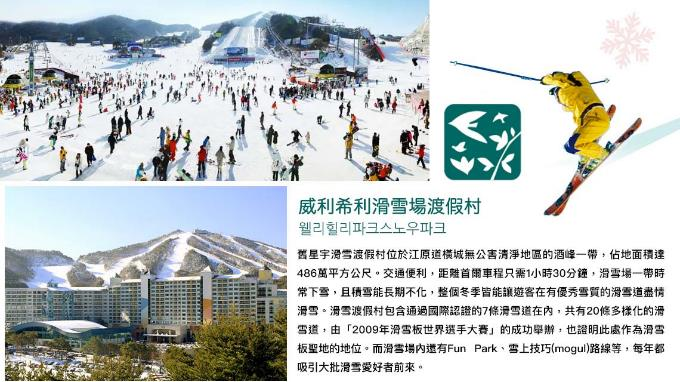 威利希利滑雪場渡假村
웰리힐리파크스노우파크
舊星宇滑雪渡假村位於江原道橫城無公害清淨地區的酒峰一帶，佔地面積達
486萬平方公尺。交通便利，距離首爾車程只需1小時30分鐘，滑雪場一帶時
常下雪，且積雪能長期不化，整個冬季皆能讓遊客在有優秀雪質的滑雪道盡情
滑雪。滑雪渡假村包含通過國際認證的7條滑雪道在內，共有20條多樣化的滑
雪道，由「2009年滑雪板世界選手大賽」的成功舉辦，也證明此處作為滑雪
板聖地的地位。而滑雪場內還有Fun Park、雪上技巧(mogul)路線等，每年都
吸引大批滑雪愛好者前來。